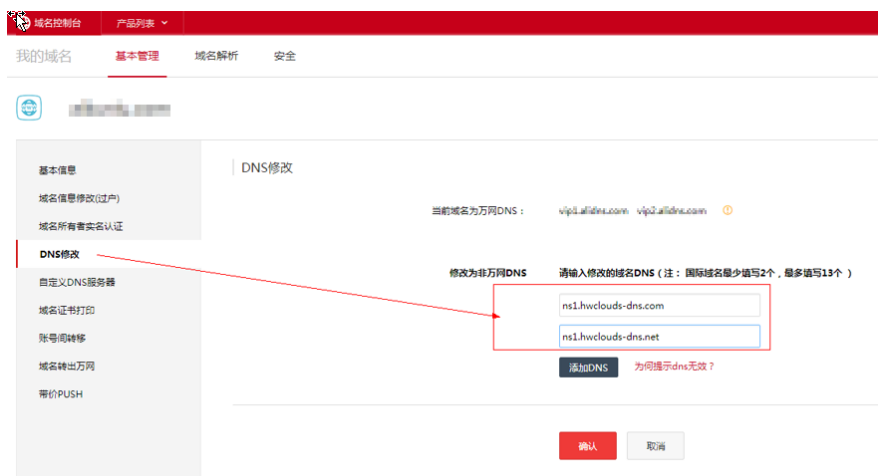 域名控制台 产品列表
我的域名 基本管理 域名解析 安全
基本信息
域名信息修改(过户)
域名所有者实名认证
DNS修改
自定义DNS服务器
域名证书打印
账号间转移
域名转出万网
带价PUSH
DNS修改
当前域名为万网DNS：
修改为非万网DNS 请输入修改的域名DNS（注： 国际域名最少填写2个，最多填写13个 ）
ns1.hwclouds-dns.com
ns1.hwclouds-dns.net
添加DNS 为何提示dns无效？
确认 取消